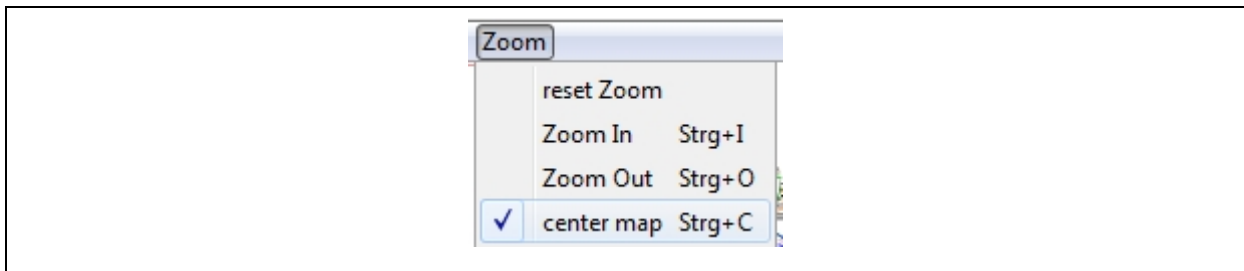 Zoom
reset Zoom
Zoom In Strg+I
Zoom Out Strg+O
center map Strg+C